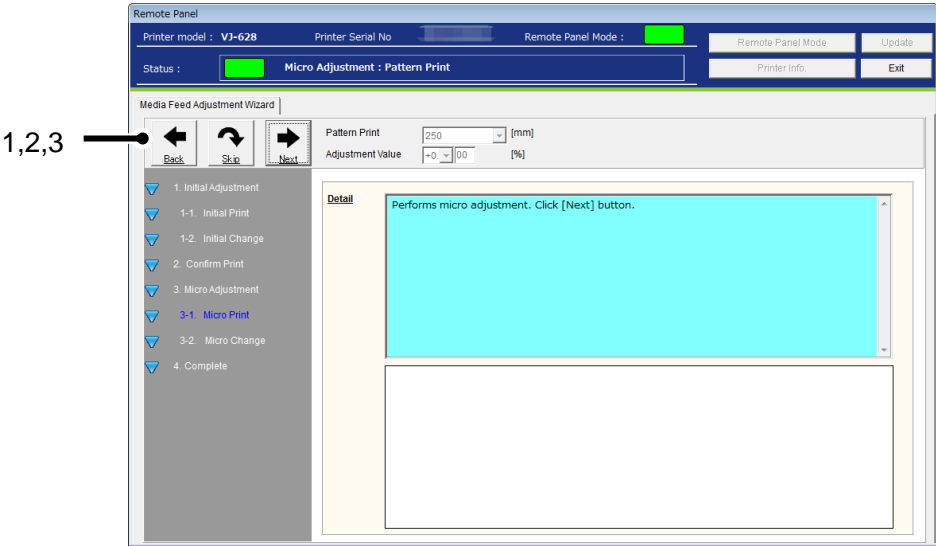 Remote Panel
Printer model : VJ-628 Printer Serial No Remote Panel Mode :
Remote Panel Mode Update
Status : Micro Adjustment : Pattern Print
Printer Info. Exit
Media Feed Adjustment Wizard
1,2,3
Back Skip Next
Pattern Print 250 [mm]
Adjustment Value +0. 00 [%]
1. Initial Adjustment
1-1. Initial Print
1-2. Initial Change
2. Confirm Print
3. Micro Adjustment
3-1. Micro Print
3-2. Micro Change
4. Complete
Detail
Performs micro adjustment. Click [Next] button.